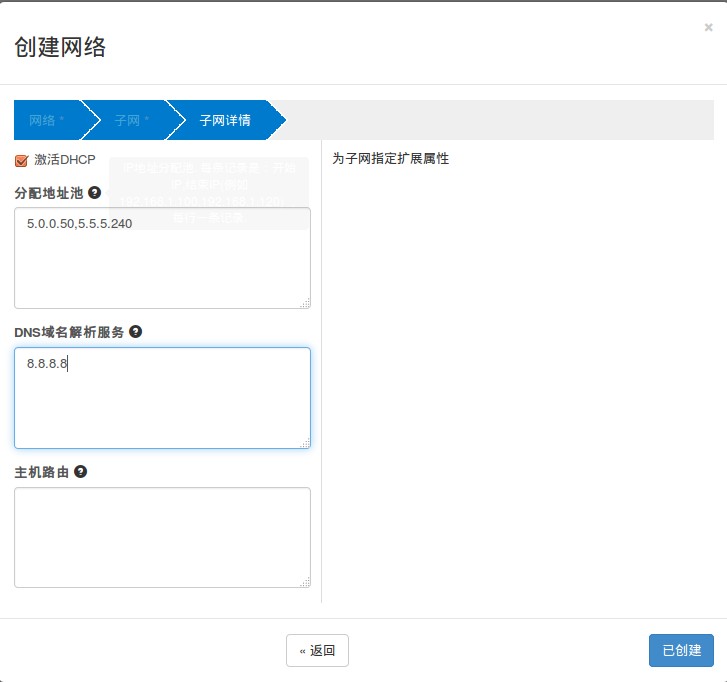 ×
创建网络
网络 *
子网 *
子网详情
激活DHCP
为子网指定扩展属性
分配地址池
5.0.0.50,5.5.5.240
DNS域名解析服务
8.8.8.8
主机路由
« 返回
已创建